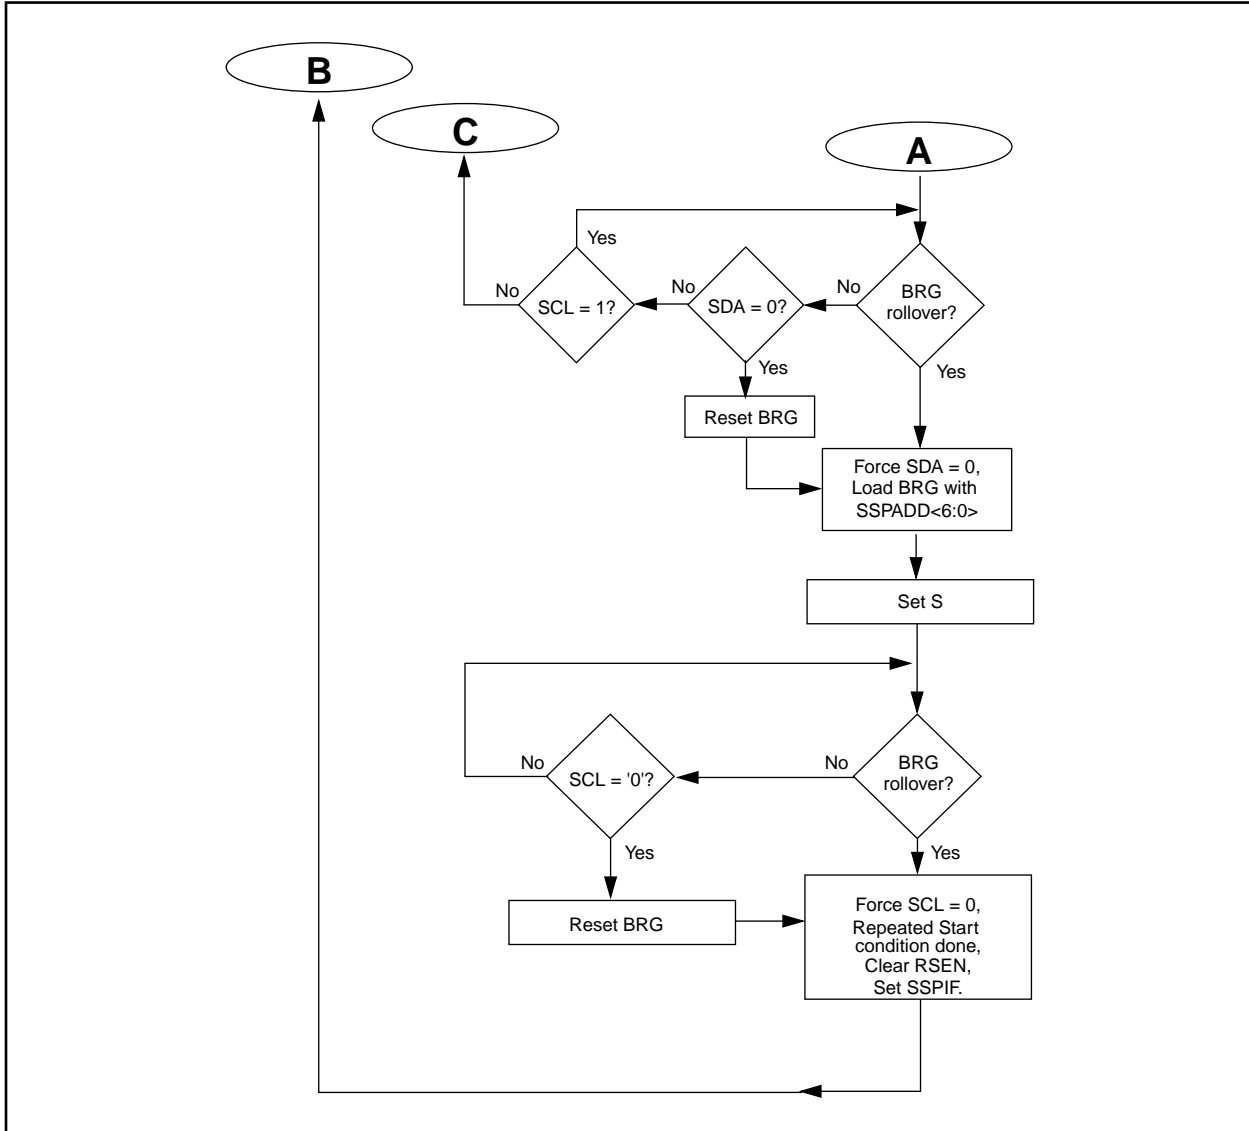 B
C
A
Yes
No
SCL = 1?
No
SDA = 0?
No
BRG
rollover?
Yes
Yes
Reset BRG
Force SDA = 0,
Load BRG with
SSPADD<6:0>
Set S
No
SCL = '0'?
No
BRG
rollover?
Yes
Yes
Reset BRG
Force SCL = 0,
Repeated Start
condition done,
Clear RSEN,
Set SSPIF.